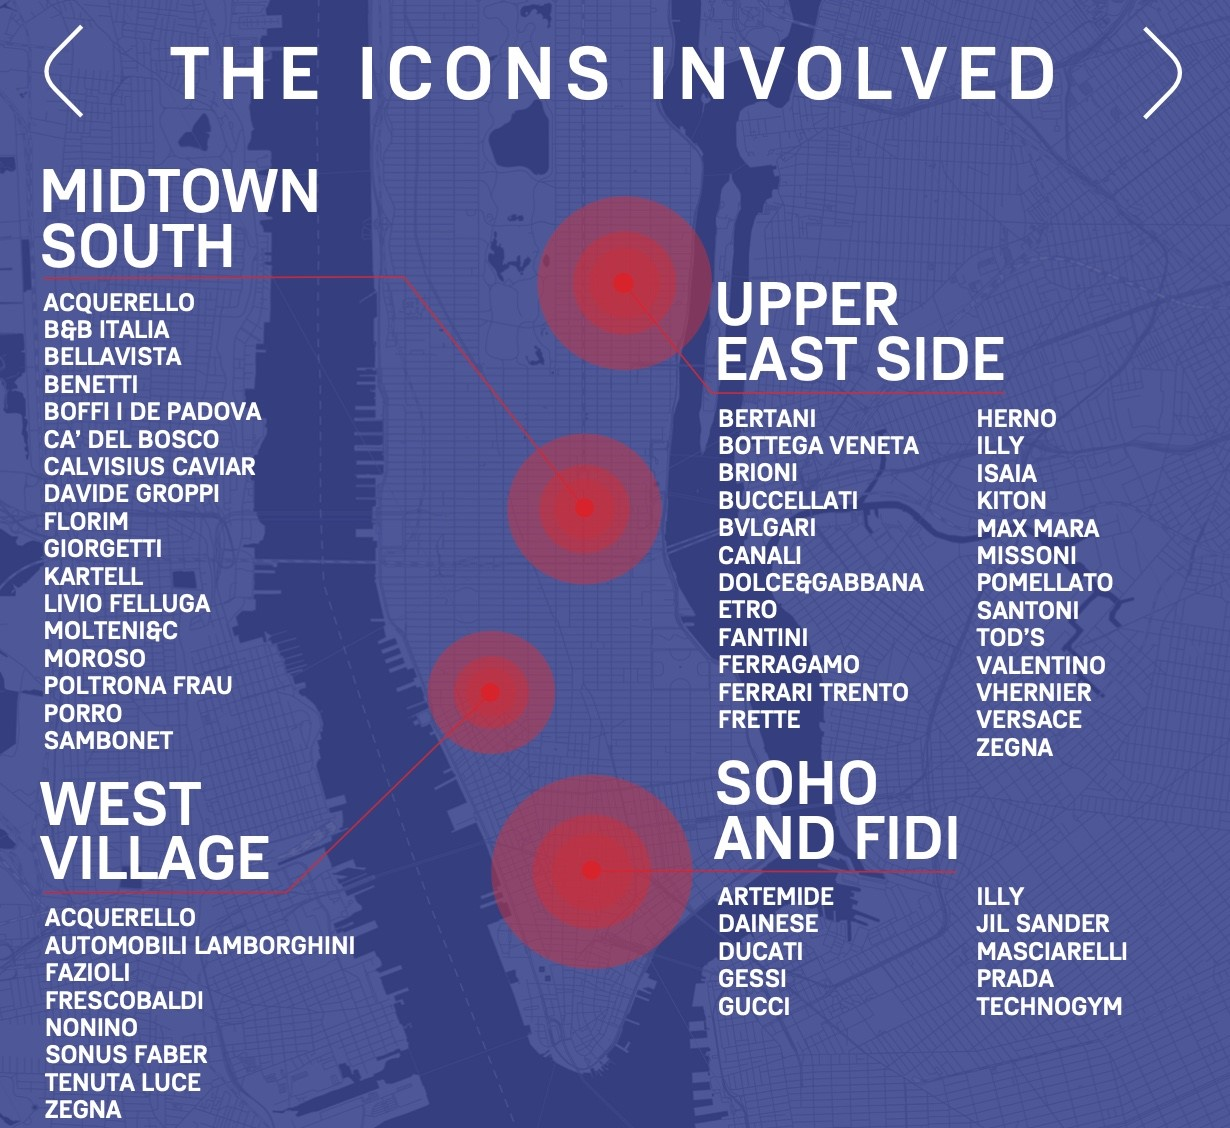 THE ICONS INVOLVED
MIDTOWN
SOUTH
ACQUERELLO
B&B ITALIA
BELLAVISTA
BENETTI
BOFFI I DE PADOVA
CA’ DEL BOSCO
CALVISIUS CAVIAR
DAVIDE GROPPI
FLORIM
GIORGETTI
KARTELL
LIVIO FELLUGA
MOLTENI&C
MOROSO
POLTRONA FRAU
PORRO
SAMBONET
UPPER
EAST SIDE
BERTANI
BOTTEGA VENETA
BRIONI
BUCCELLATI
BVLGARI
CANALI
DOLCE&GABBANA
ETRO
FANTINI
FERRAGAMO
FERRARI TRENTO
FRETTE
HERNO
ILLY
ISAIA
KITON
MAX MARA
MISSONI
POMELLATO
SANTONI
TOD’S
VALENTINO
VHERNIER
VERSACE
ZEGNA
WEST
VILLAGE
ACQUERELLO
AUTOMOBILI LAMBORGHINI
FAZIOLI
FRESCOBALDI
NONINO
SONUS FABER
TENUTA LUCE
ZEGNA
SOHO
AND FIDI
ARTEMIDE
DAINESE
DUCATI
GESSI
GUCCI
ILLY
JIL SANDER
MASCIARELLI
PRADA
TECHNOGYM